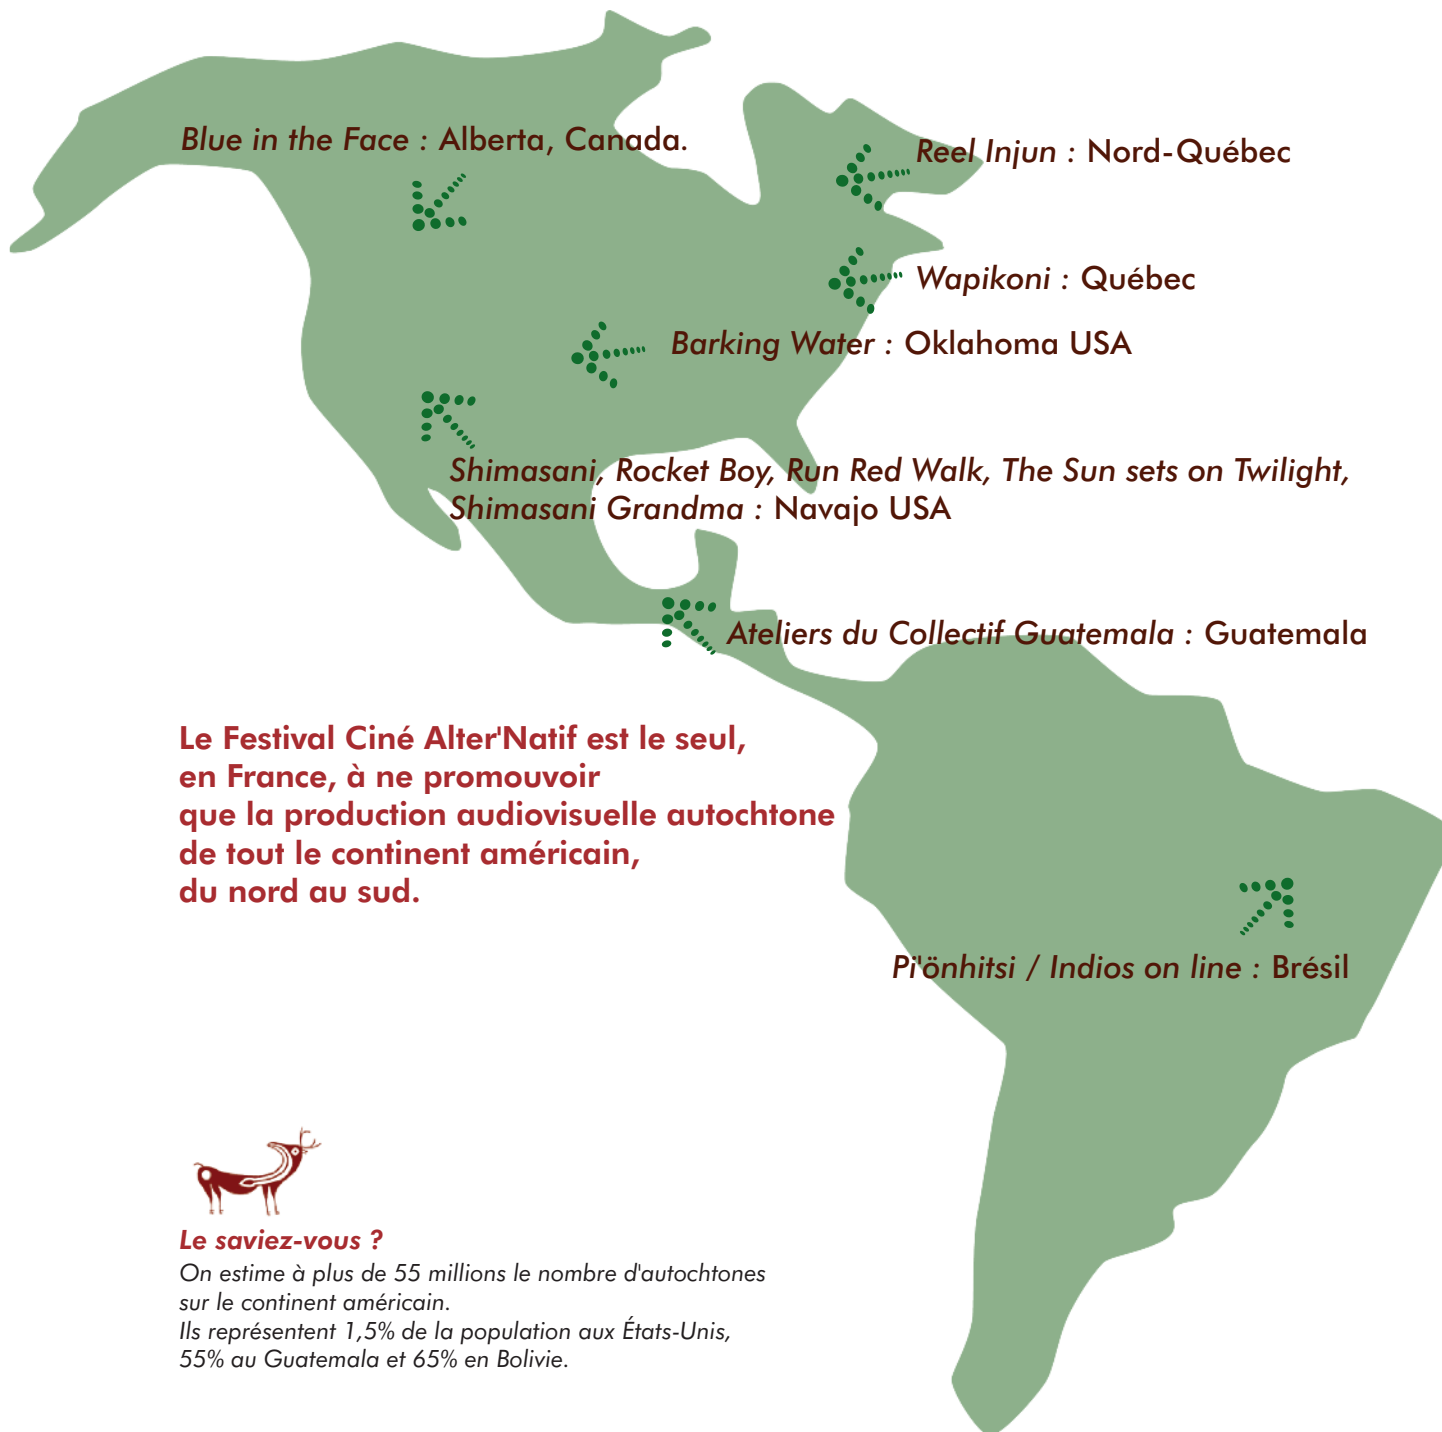 Blue in the Face : Alberta, Canada.
Reel Injun : Nord-Québec
Wapikoni : Québec
Barking Water : Oklahoma USA
Shimasani, Rocket Boy, Run Red Walk, The Sun sets on Twilight,
Shimasani Grandma : Navajo USA
Ateliers du Collectif Guatemala : Guatemala
Le Festival Ciné Alter'Natif est le seul,
en France, à ne promouvoir
que la production audiovisuelle autochtone
de tout le continent américain,
du nord au sud.
Pi'önhitsi / Indios on line : Brésil
Le saviez-vous ?
On estime à plus de 55 millions le nombre d'autochtones
sur le continent américain.
Ils représentent 1,5% de la population aux États-Unis,
55% au Guatemala et 65% en Bolivie.